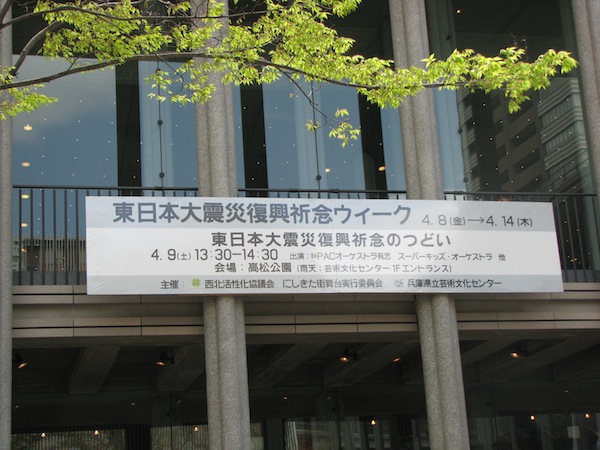 東日本大震災復興祈念ウィーク 4.8(金)→4.14(木)
東日本大震災復興祈念のつどい
4.9(土) 13:30-14:30 出演：PACオーケストラ有志 スーパーキッズ・オーケストラ 他
会場：高松公園（雨天：芸術文化センター 1Fエントランス）
主催： 西北活性化協議会 にしきた街舞台実行委員会 兵庫県立芸術文化センター